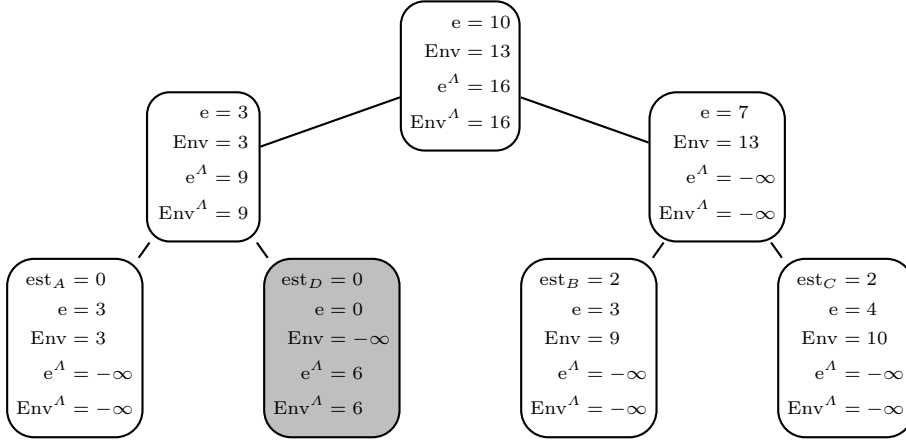 e = 10
Env = 13
e^Λ = 16
Env^Λ = 16
e = 3
Env = 3
e^Λ = 9
Env^Λ = 9
e = 7
Env = 13
e^Λ = −∞
Env^Λ = −∞
est_A = 0
e = 3
Env = 3
e^Λ = −∞
Env^Λ = −∞
est_D = 0
e = 0
Env = −∞
e^Λ = 6
Env^Λ = 6
est_B = 2
e = 3
Env = 9
e^Λ = −∞
Env^Λ = −∞
est_C = 2
e = 4
Env = 10
e^Λ = −∞
Env^Λ = −∞